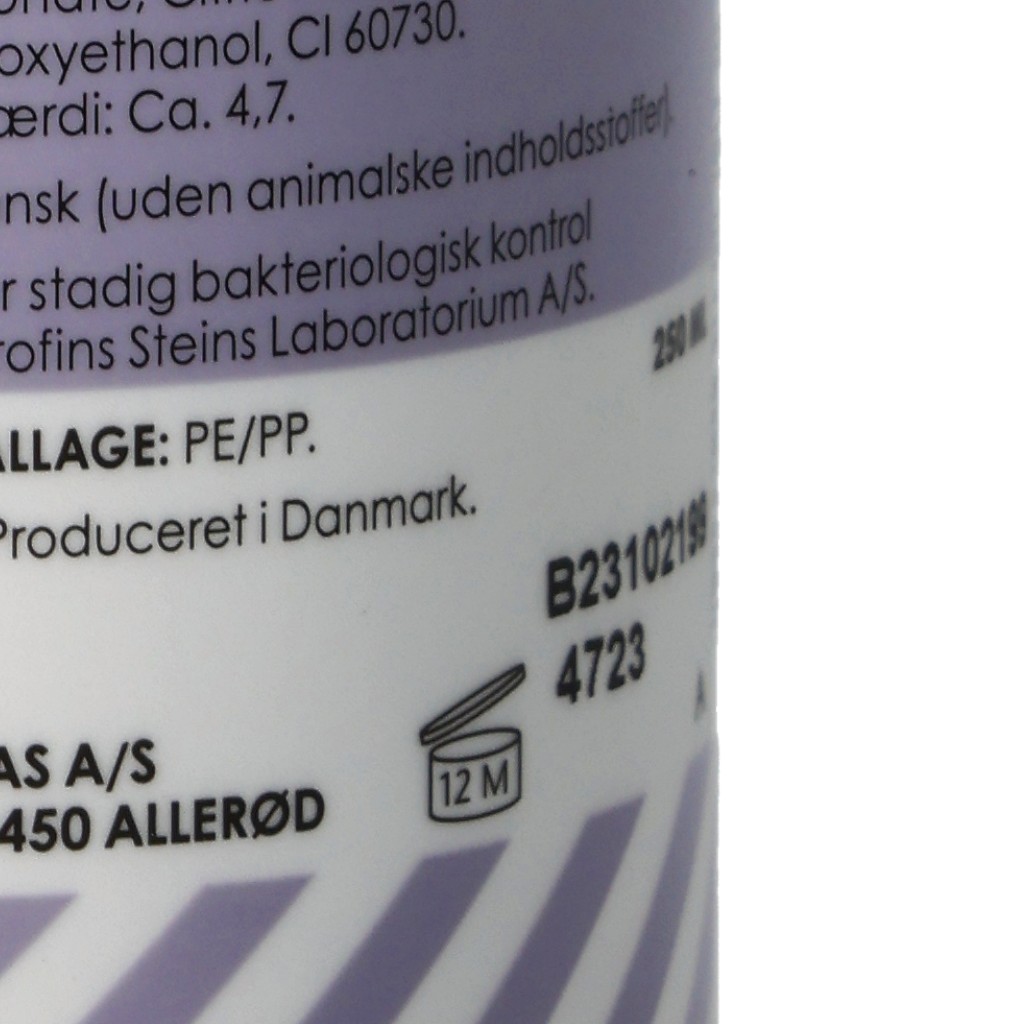 oxyethanol, CI 60730.
ærdi: Ca. 4,7.
nsk (uden animalske indholdsstoffer).
r stadig bakteriologisk kontrol
rofins Steins Laboratorium A/S.
250 ML
ALLAGE: PE/PP.
Produceret i Danmark.
B23102199
4723
A
12 M
AS A/S
450 ALLERØD